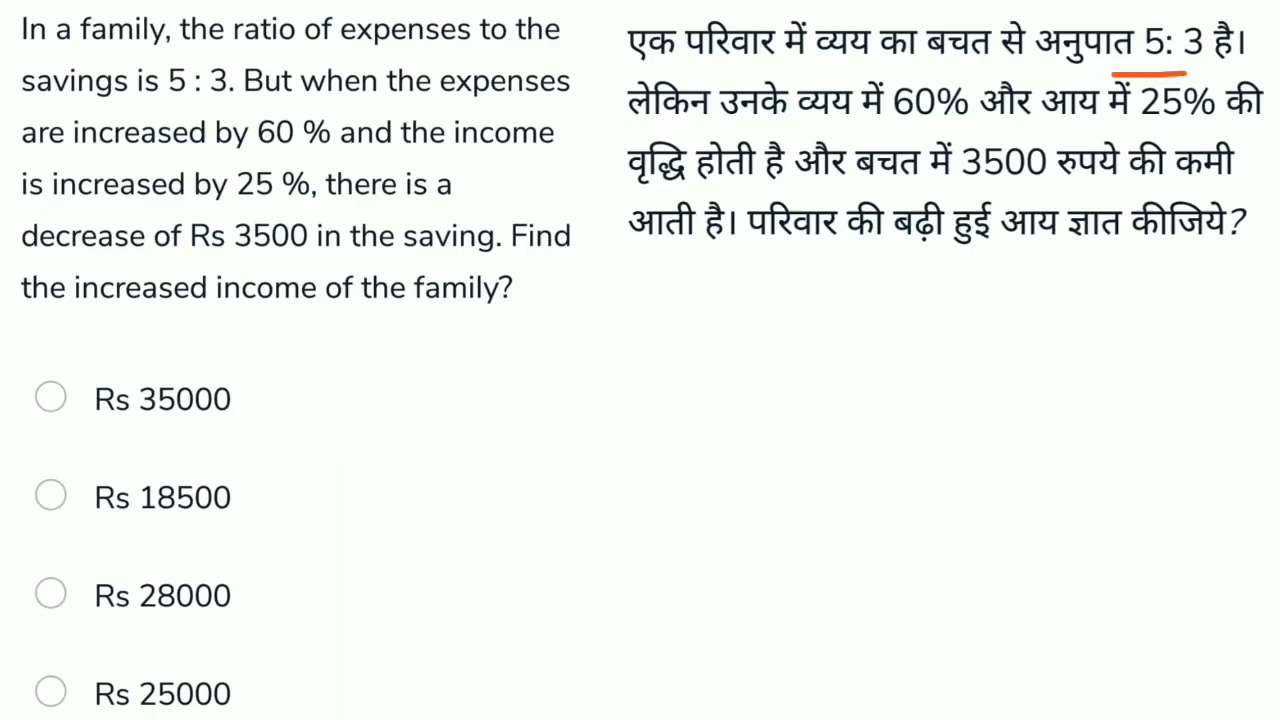 In a family, the ratio of expenses to the
savings is 5 : 3. But when the expenses
are increased by 60 % and the income
is increased by 25 %, there is a
decrease of Rs 3500 in the saving. Find
the increased income of the family?
एक परिवार में व्यय का बचत से अनुपात 5: 3 है।
लेकिन उनके व्यय में 60% और आय में 25% की
वृद्धि होती है और बचत में 3500 रुपये की कमी
आती है। परिवार की बढ़ी हुई आय ज्ञात कीजिये?
Rs 35000
Rs 18500
Rs 28000
Rs 25000